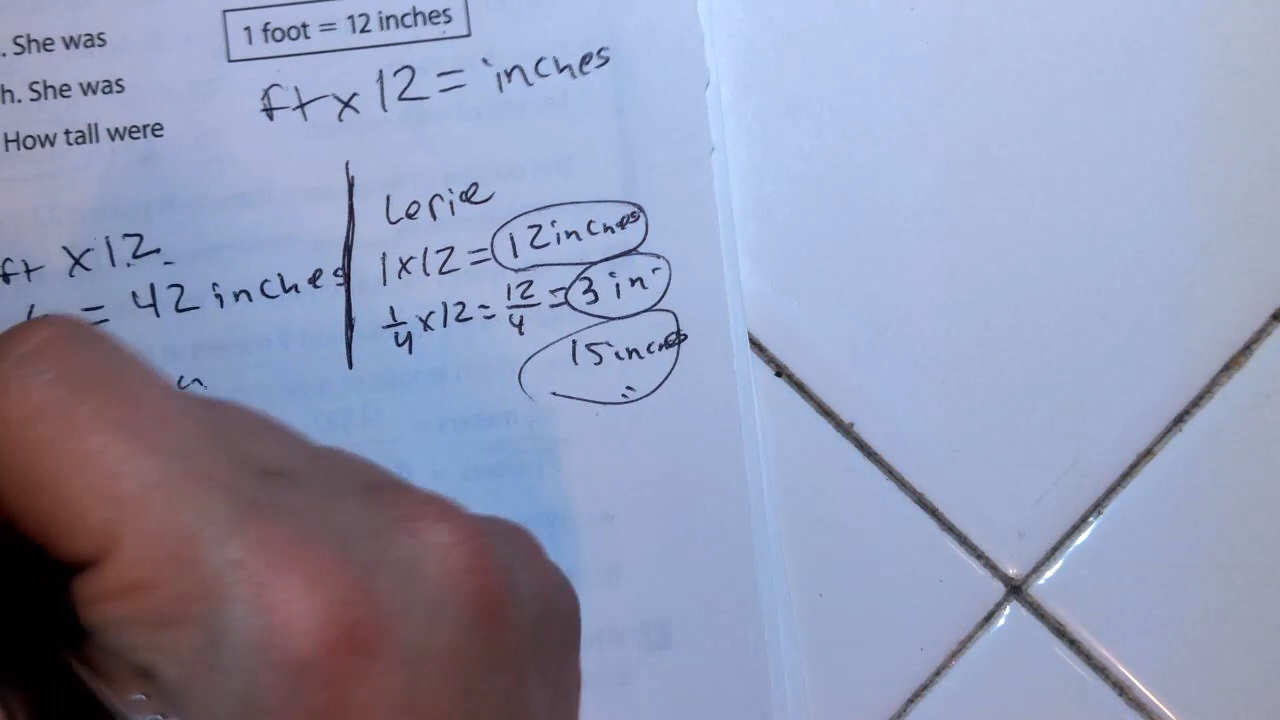 . She was
h. She was
How tall were
1 foot = 12 inches
ft x 12 = inches
ft x 12
= 42 inches
Lerie
1 x 12 = 12 inches
1/4 x 12 = 12/4 = 3 in
15 inches